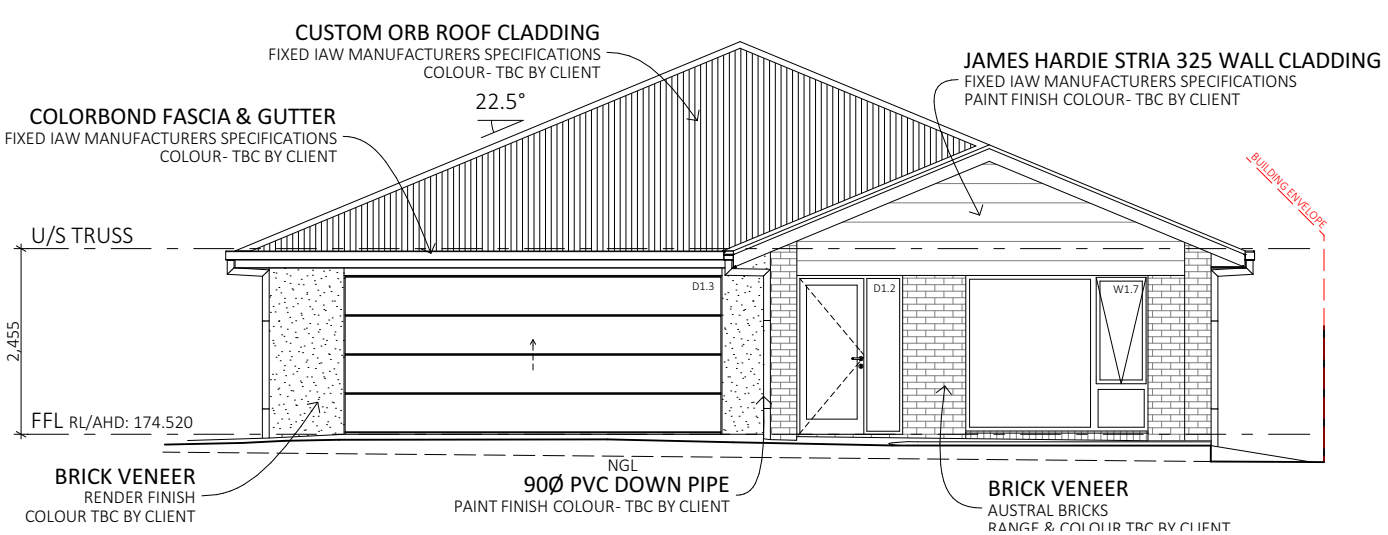 CUSTOM ORB ROOF CLADDING
FIXED IAW MANUFACTURERS SPECIFICATIONS
COLOUR- TBC BY CLIENT
JAMES HARDIE STRIA 325 WALL CLADDING
FIXED IAW MANUFACTURERS SPECIFICATIONS
PAINT FINISH COLOUR- TBC BY CLIENT
22.5°
COLORBOND FASCIA & GUTTER
FIXED IAW MANUFACTURERS SPECIFICATIONS
COLOUR- TBC BY CLIENT
BUILDING ENVELOPE
U/S TRUSS
D1.3
D1.2
W1.7
2,455
FFL RL/AHD: 174.520
NGL
BRICK VENEER
RENDER FINISH
COLOUR TBC BY CLIENT
90Ø PVC DOWN PIPE
PAINT FINISH COLOUR- TBC BY CLIENT
BRICK VENEER
AUSTRAL BRICKS
RANGE & COLOUR TBC BY CLIENT